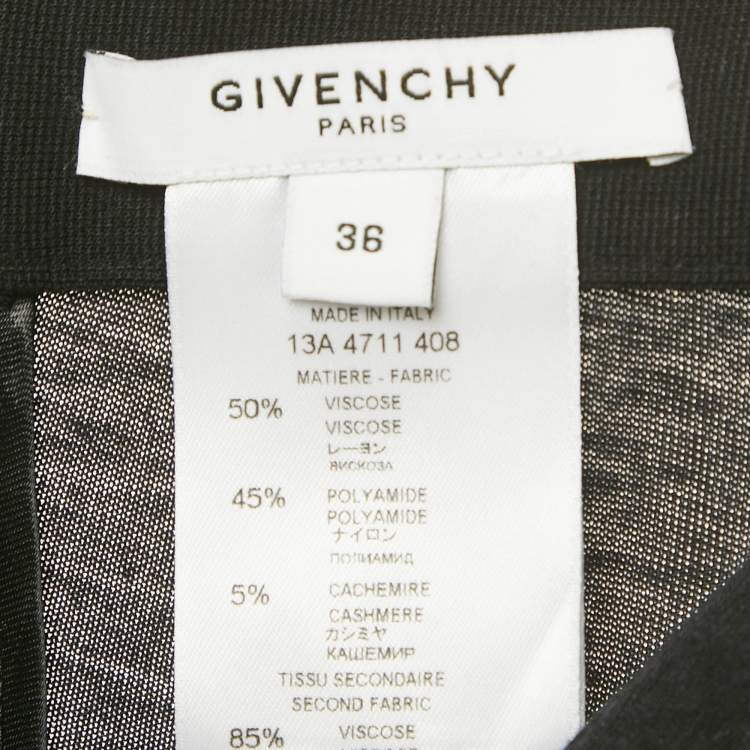 GIVENCHY
PARIS
36
MADE IN ITALY
13A 4711 408
MATIERE - FABRIC
50% VISCOSE
VISCOSE
レーヨン
ВИСКОЗА
45% POLYAMIDE
POLYAMIDE
ナイロン
ПОЛИАМИД
5% CACHEMIRE
CASHMERE
カシミヤ
КАШЕМИР
TISSU SECONDAIRE
SECOND FABRIC
85% VISCOSE
VISCOSE